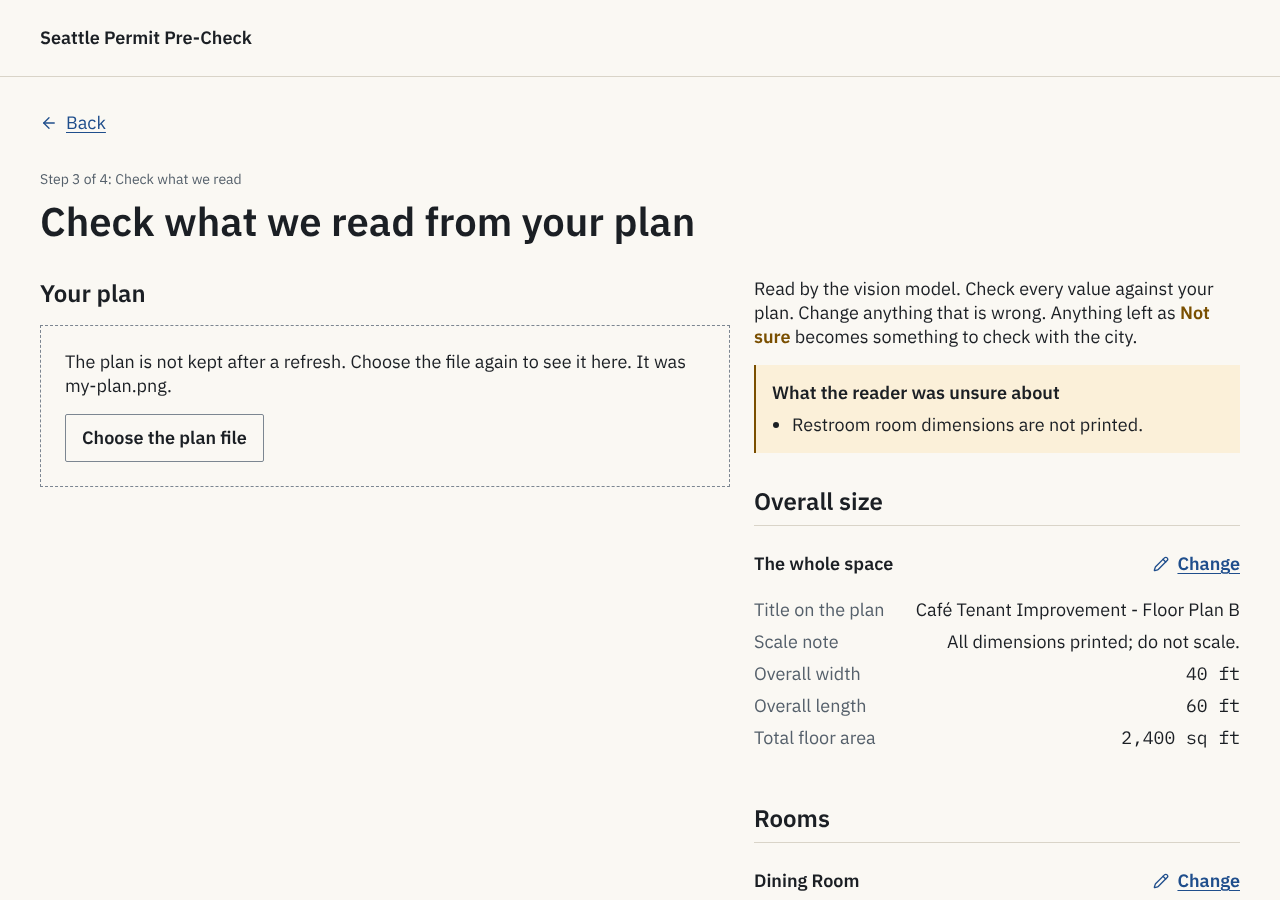 Seattle Permit Pre-Check
Back
Step 3 of 4: Check what we read
Check what we read from your plan
Your plan
The plan is not kept after a refresh. Choose the file again to see it here. It was
my-plan.png.
Choose the plan file
Read by the vision model. Check every value against your
plan. Change anything that is wrong. Anything left as Not
sure becomes something to check with the city.
What the reader was unsure about
Restroom room dimensions are not printed.
Overall size
The whole space Change
Title on the plan Café Tenant Improvement - Floor Plan B
Scale note All dimensions printed; do not scale.
Overall width 40 ft
Overall length 60 ft
Total floor area 2,400 sq ft
Rooms
Dining Room Change